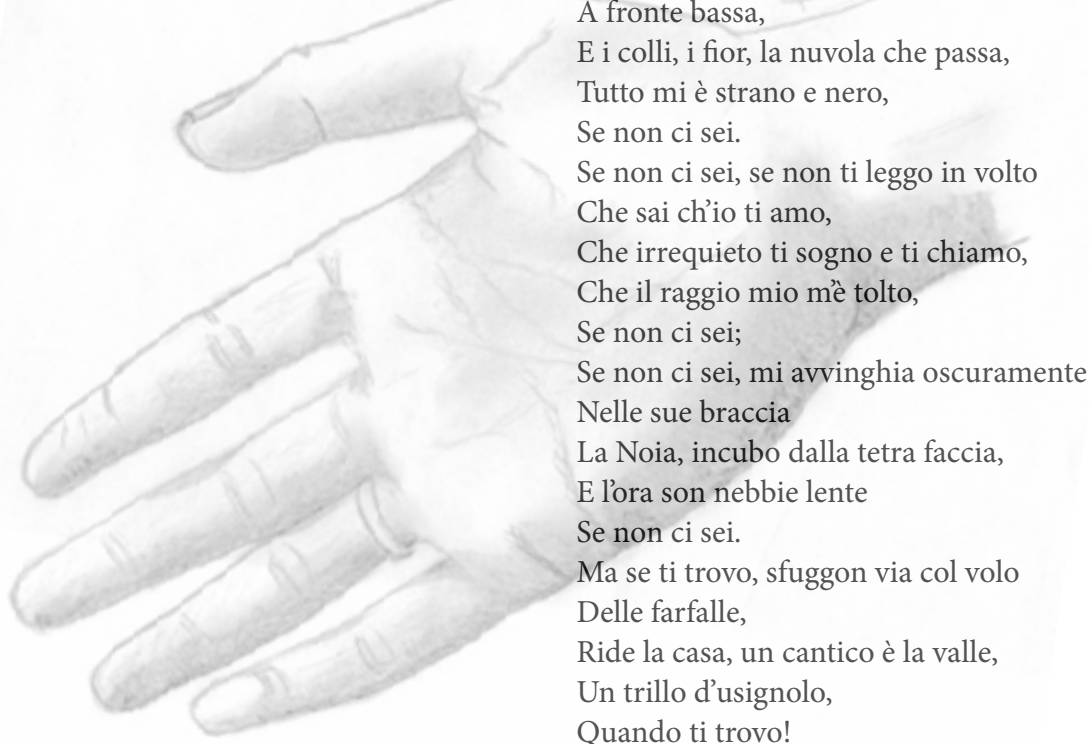 A fronte bassa,
E i colli, i fior, la nuvola che passa,
Tutto mi è strano e nero,
Se non ci sei.
Se non ci sei, se non ti leggo in volto
Che sai ch'io ti amo,
Che irrequieto ti sogno e ti chiamo,
Che il raggio mio m'è tolto,
Se non ci sei;
Se non ci sei, mi avvinghia oscuramente
Nelle sue braccia
La Noia, incubo dalla tetra faccia,
E l'ora son nebbie lente
Se non ci sei.
Ma se ti trovo, sfuggon via col volo
Delle farfalle,
Ride la casa, un cantico è la valle,
Un trillo d'usignolo,
Quando ti trovo!